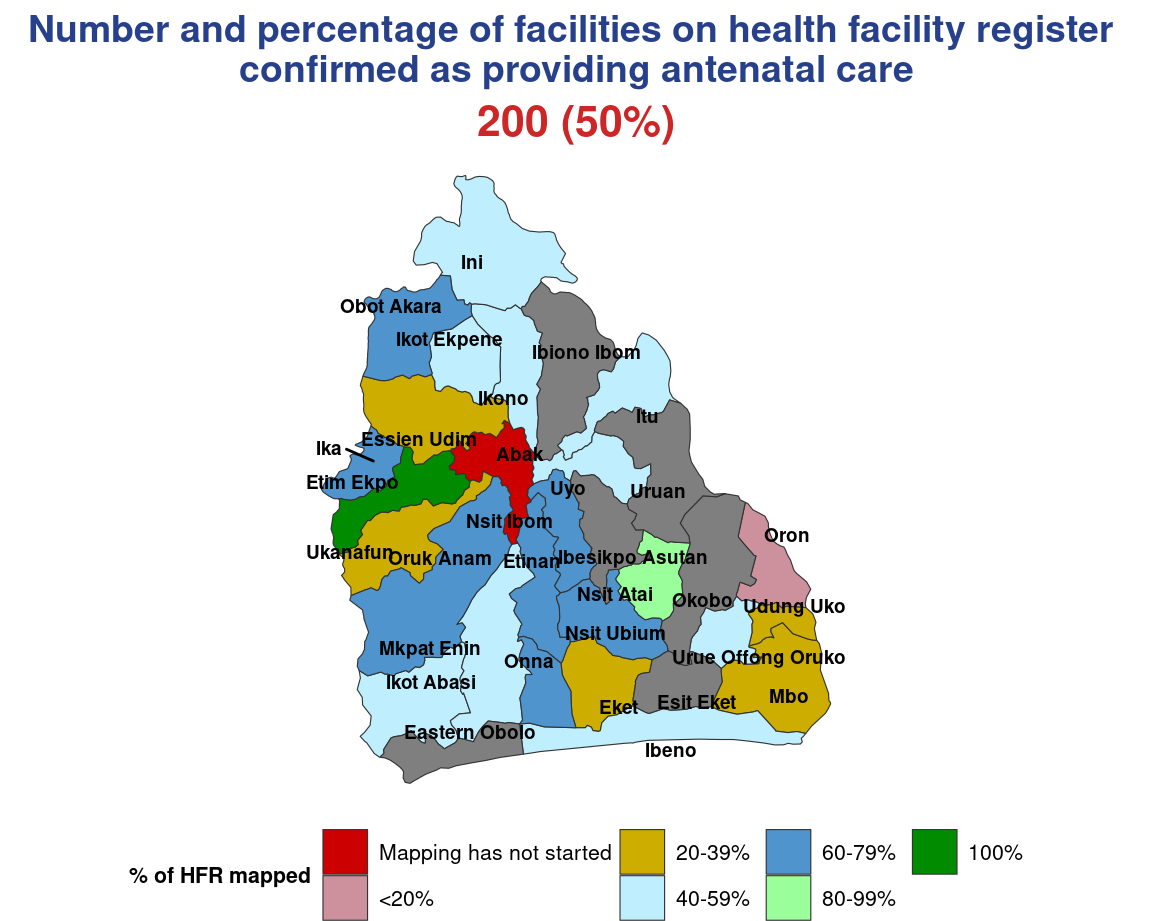 Number and percentage of facilities on health facility register
confirmed as providing antenatal care
200 (50%)
Ini
Obot Akara
Ikot Ekpene
Ibiono Ibom
Ikono
Itu
Essien Udim
Ika
Abak
Etim Ekpo
Uyo
Uruan
Nsit Ibom
Oron
Ukanafun
Oruk Anam
Etinan
Ibesikpo Asutan
Nsit Atai
Okobo
Udung Uko
Nsit Ubium
Mkpat Enin
Onna
Urue Offong Oruko
Ikot Abasi
Mbo
Esit Eket
Eket
Eastern Obolo
Ibeno
% of HFR mapped
Mapping has not started
<20%
20-39%
40-59%
60-79%
80-99%
100%